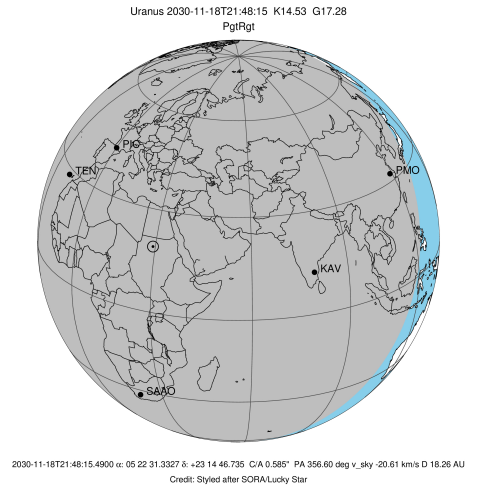 Uranus 2030-11-18T21:48:15 K14.53 G17.28
PgtRgt
PIC
TEN
PMO
KAV
SAAO
2030-11-18T21:48:15.4900 α: 05 22 31.3327 δ: +23 14 46.735 C/A 0.585" PA 356.60 deg v_sky -20.61 km/s D 18.26 AU
Credit: Styled after SORA/Lucky Star